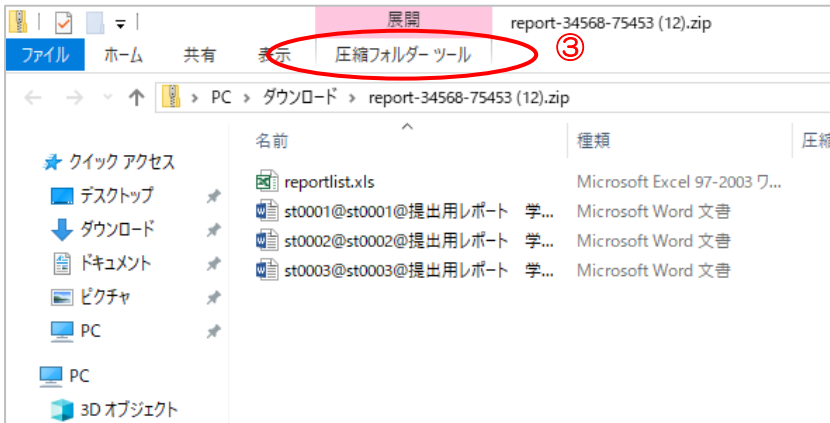 展開 report-34568-75453 (12).zip
ファイル ホーム 共有 表示 圧縮フォルダー ツール ③
PC › ダウンロード › report-34568-75453 (12).zip
名前 種類 圧縮
クイック アクセス
デスクトップ
ダウンロード
ドキュメント
ピクチャ
PC
PC
3D オブジェクト
reportlist.xls Microsoft Excel 97-2003 ワ...
st0001@st0001@提出用レポート 学... Microsoft Word 文書
st0002@st0002@提出用レポート 学... Microsoft Word 文書
st0003@st0003@提出用レポート 学... Microsoft Word 文書